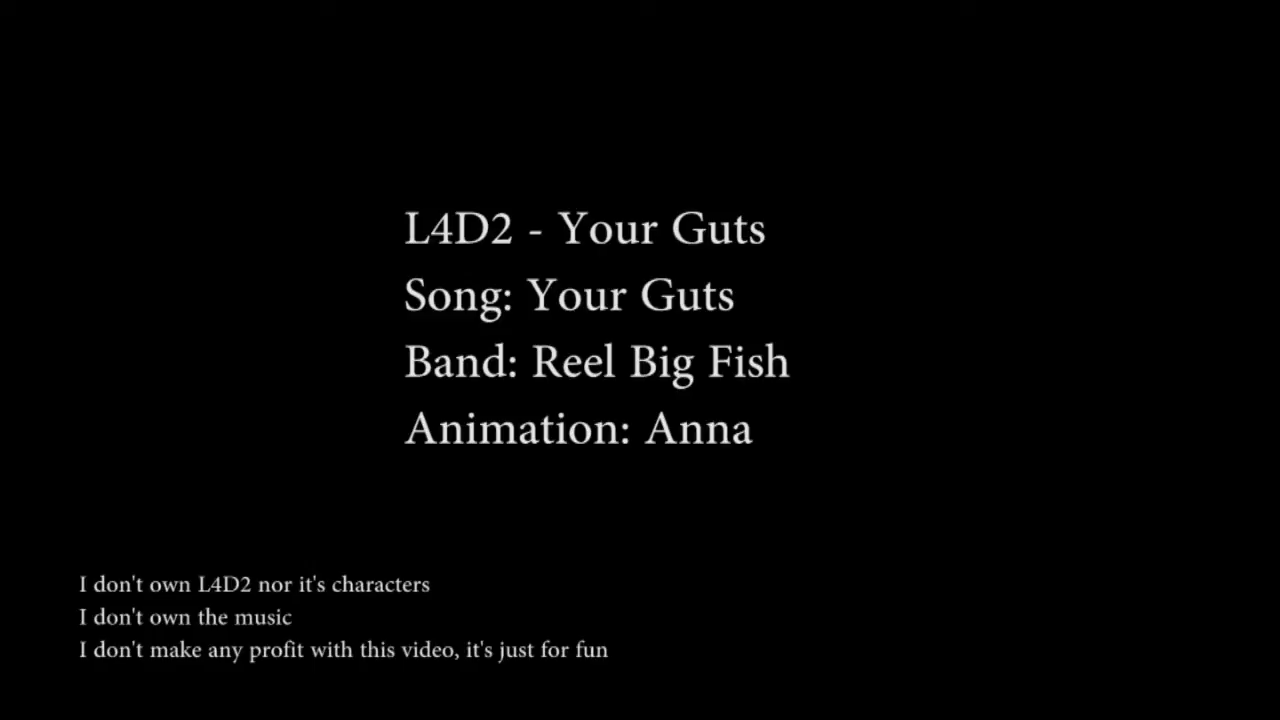 L4D2 - Your Guts
Song: Your Guts
Band: Reel Big Fish
Animation: Anna
I don't own L4D2 nor it's characters
I don't own the music
I don't make any profit with this video, it's just for fun